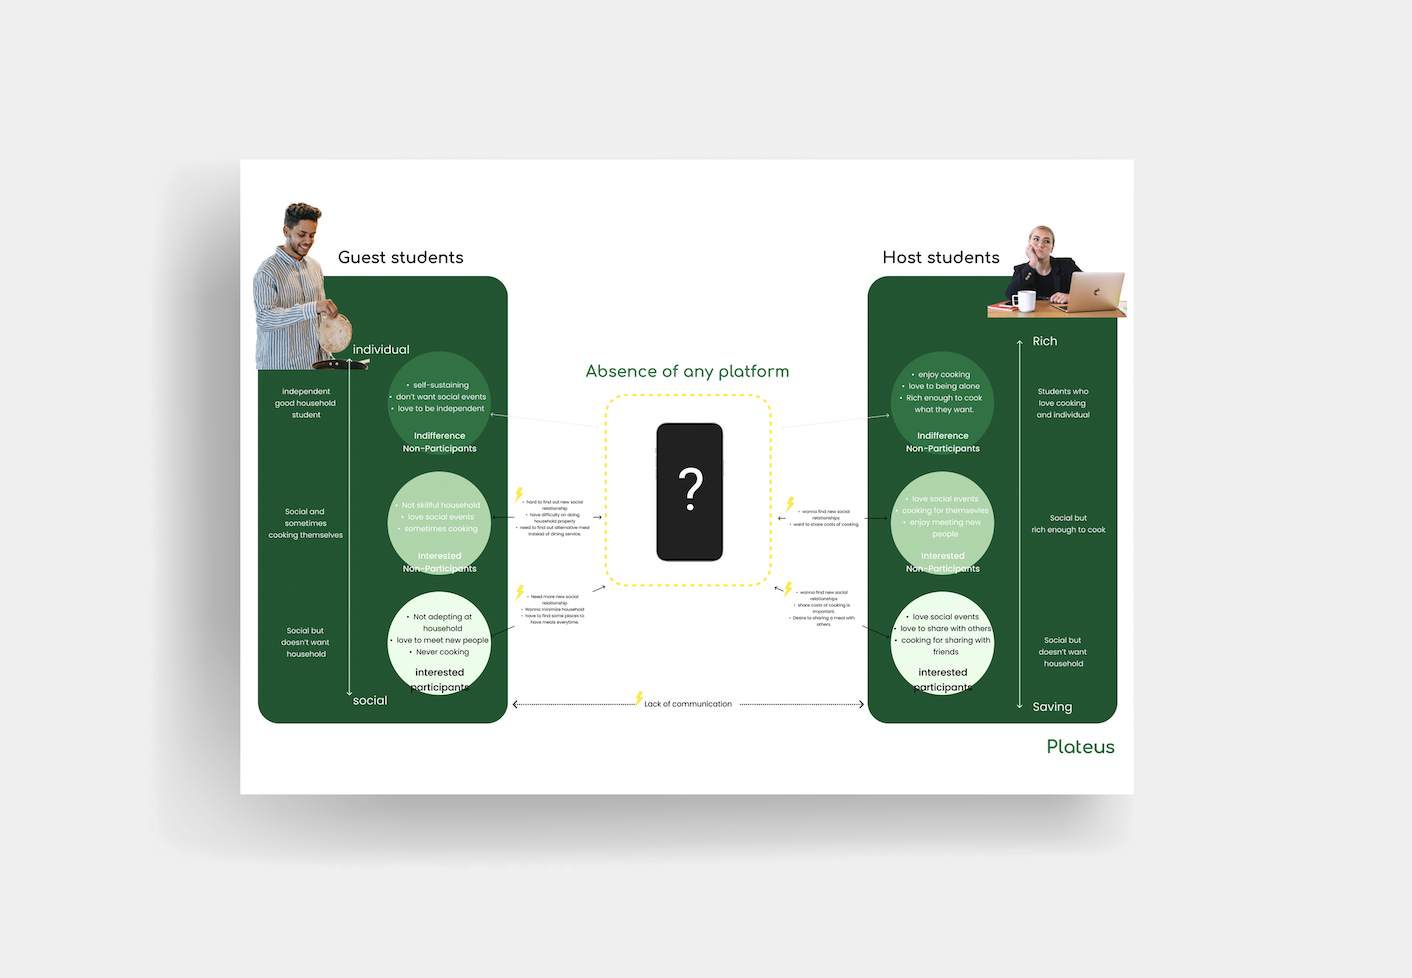 Guest students
individual
independent
good household
student
• self-sustaining
• don't want social events
• love to be independent
Indifference
Non-Participants
Social and
sometimes
cooking themselves
• Not skillful household
• love social events
• sometimes cooking
Interested
Non-Participants
Social but
doesn't want
household
• Not adepting at
household
• love to meet new people
• Never cooking
interested
participants
social
• hard to find out new social
relationship
• have difficulty on doing
household properly
• need to find out alternative meal
instead of dining service.
• Need more new social
relationship
• Wanna minimize household
• have to find some places to
have meals everytime.
Absence of any platform
?
Lack of communication
• wanna find new social
relationships
• want to share costs of cooking
• wanna find new social
relationships
• share costs of cooking is
important.
• Desire to sharing a meal with
others.
Host students
Rich
• enjoy cooking
• love to being alone
• Rich enough to cook
what they want.
Indifference
Non-Participants
Students who
love cooking
and individual
• love social events
• cooking for themsevles
• enjoy meeting new
people
Interested
Non-Participants
Social but
rich enough to cook
• love social events
• love to share with others
• cooking for sharing with
friends
interested
participants
Social but
doesn't want
household
Saving
Plateus